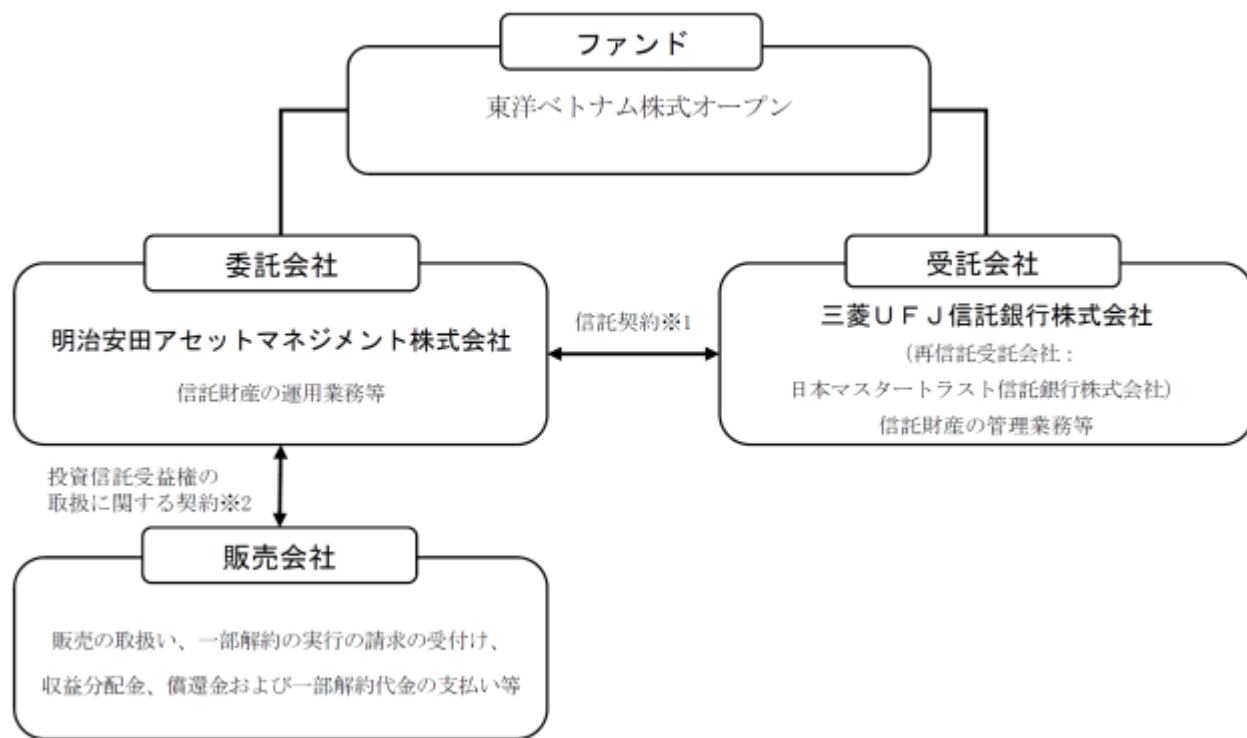 ファンド
東洋ベトナム株式オープン
委託会社
明治安田アセットマネジメント株式会社
信託財産の運用業務等
信託契約※1
受託会社
三菱ＵＦＪ信託銀行株式会社
(再信託受託会社：
日本マスタートラスト信託銀行株式会社)
信託財産の管理業務等
投資信託受益権の
取扱に関する契約※2
販売会社
販売の取扱い、一部解約の実行の請求の受付け、
収益分配金、償還金および一部解約代金の支払い等